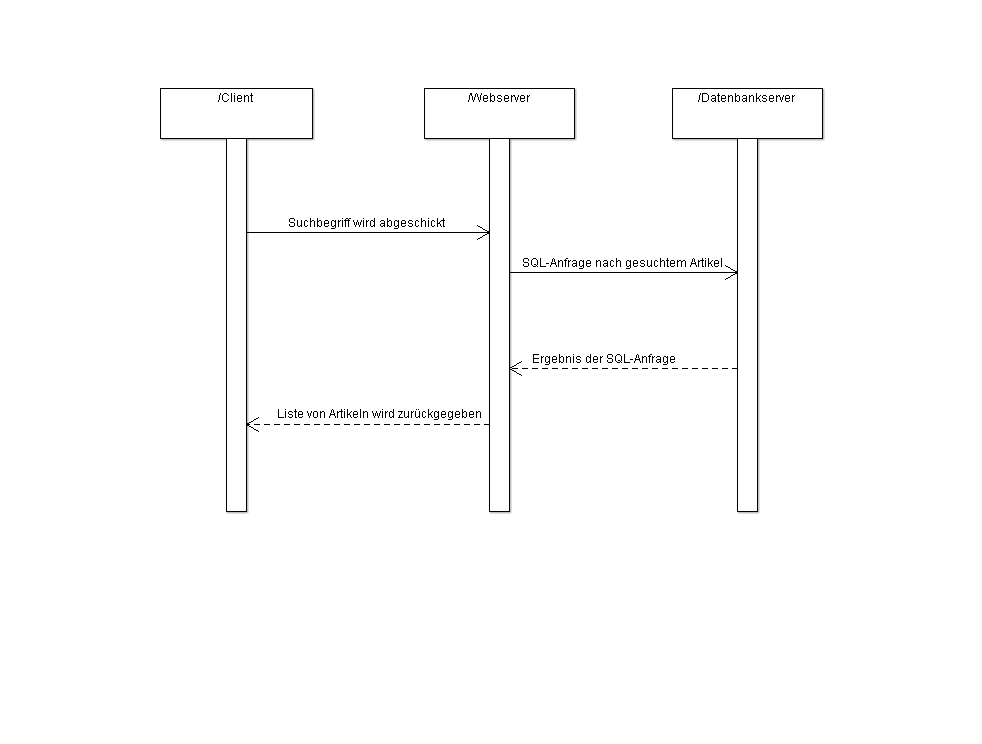 /Client
/Webserver
/Datenbankserver
Suchbegriff wird abgeschickt
SQL-Anfrage nach gesuchtem Artikel
Ergebnis der SQL-Anfrage
Liste von Artikeln wird zurückgegeben